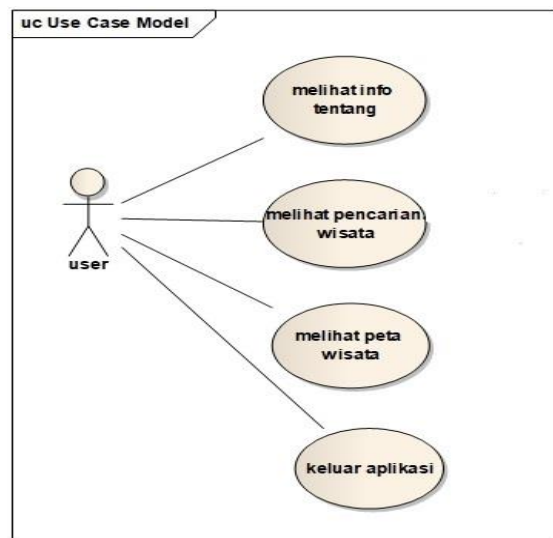 uc Use Case Model
melihat info
tentang
melihat pencarian.
wisata
user
melihat peta
wisata
keluar aplikasi